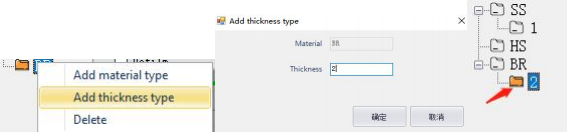 Add material type
Add thickness type
Delete
Add thickness type
Material BR
Thickness 2
确定 取消
SS
1
HS
BR
2